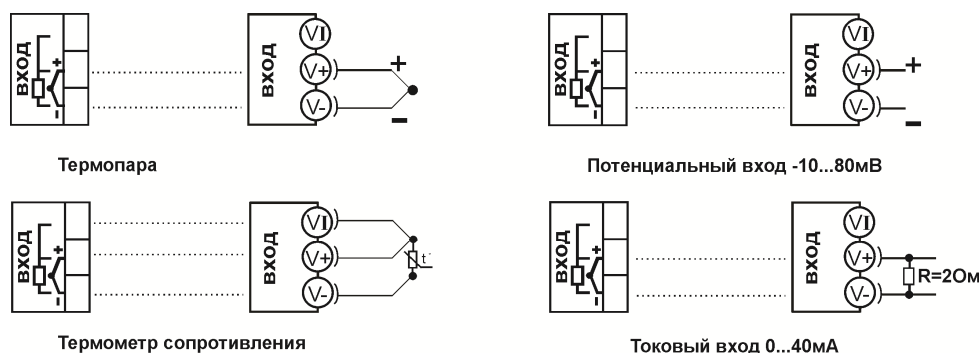 ВХОД
+
-
ВХОД
VI
V+
V-
+
-
Термопара
ВХОД
+
-
ВХОД
VI
V+
V-
+
-
Потенциальный вход -10...80мВ
ВХОД
+
-
ВХОД
VI
V+
V-
t°
Термометр сопротивления
ВХОД
+
-
ВХОД
VI
V+
V-
R=2Ом
Токовый вход 0...40мА